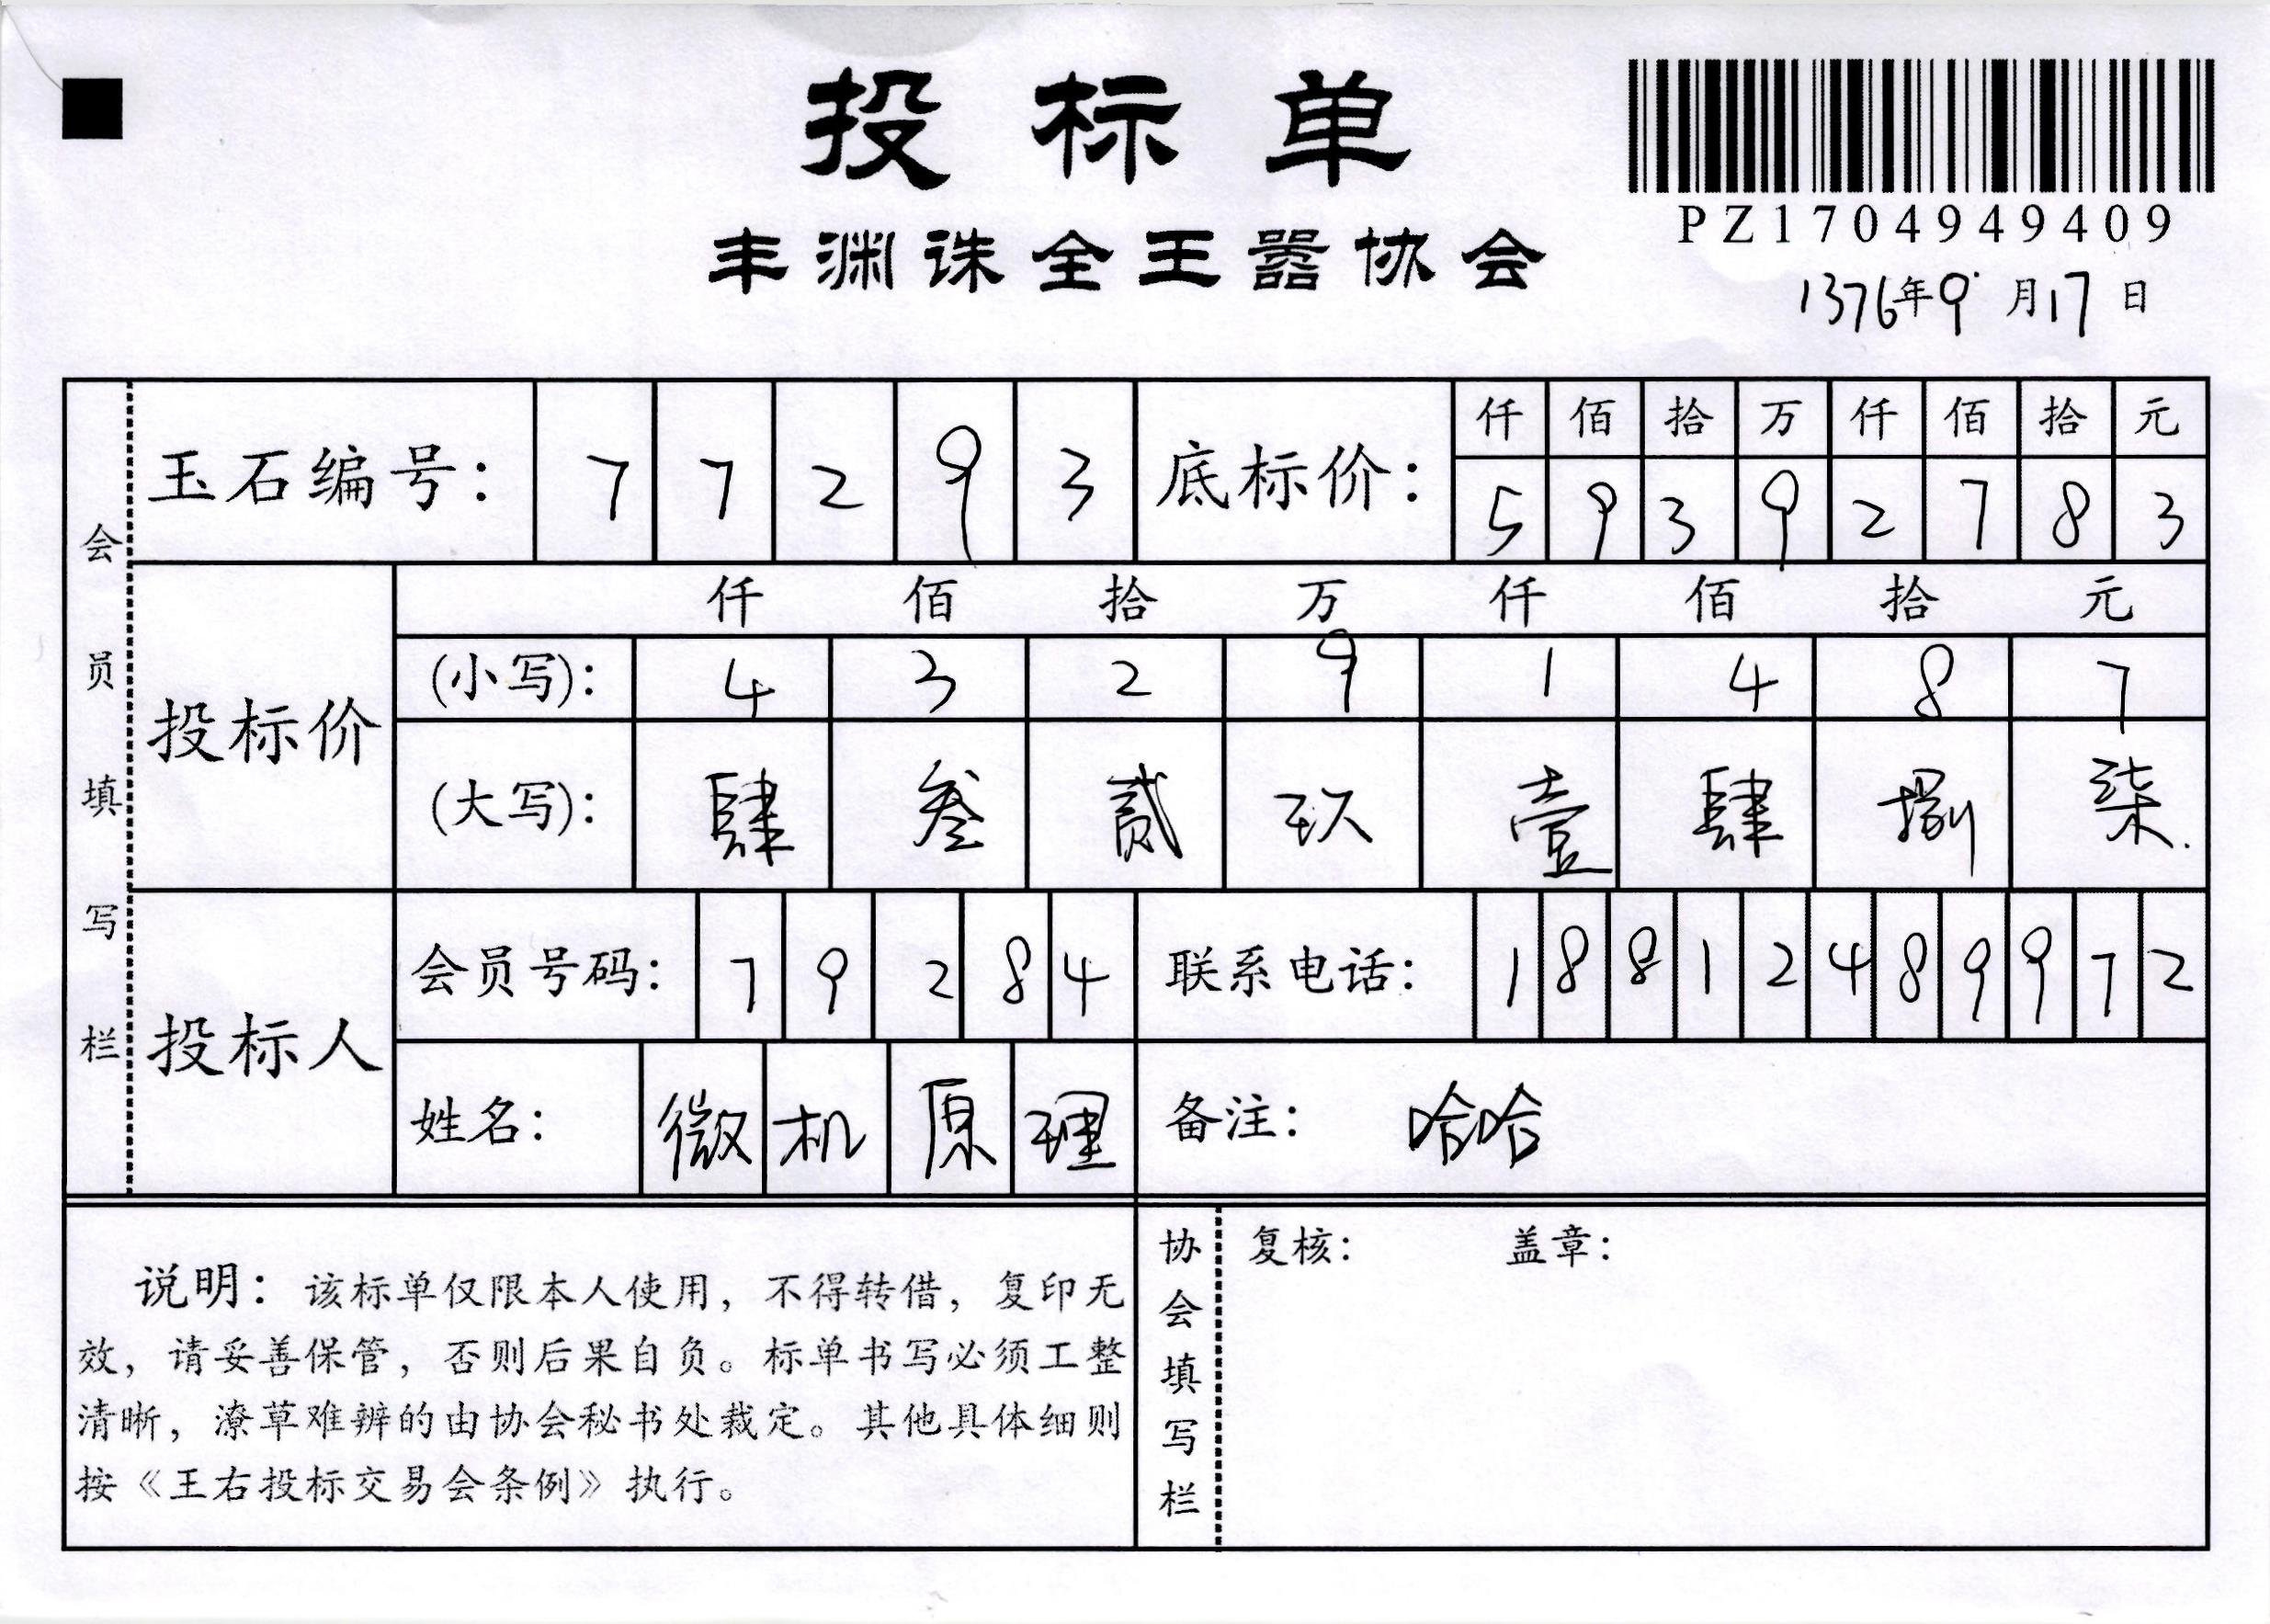 投标单
PZ1704949409
丰渊诛全王嚣协会
1376年9月17日
会员填写栏
玉石编号: 7 7 2 9 3
底标价: 仟 佰 拾 万 仟 佰 拾 元
5 9 3 9 2 7 8 3
投标价
仟 佰 拾 万 仟 佰 拾 元
(小写): 4 3 2 9 1 4 8 7
(大写): 肆 叁 贰 玖 壹 肆 捌 柒
投标人
会员号码: 7 9 2 8 4
联系电话: 1 8 8 1 2 4 8 9 9 7 2
姓名: 微 机 原 理
备注: 哈哈
说明: 该标单仅限本人使用, 不得转借, 复印无
效, 请妥善保管, 否则后果自负。标单书写必须工整
清晰, 潦草难辨的由协会秘书处裁定。其他具体细则
按《王右投标交易会条例》执行。
协会填写栏
复核: 盖章: